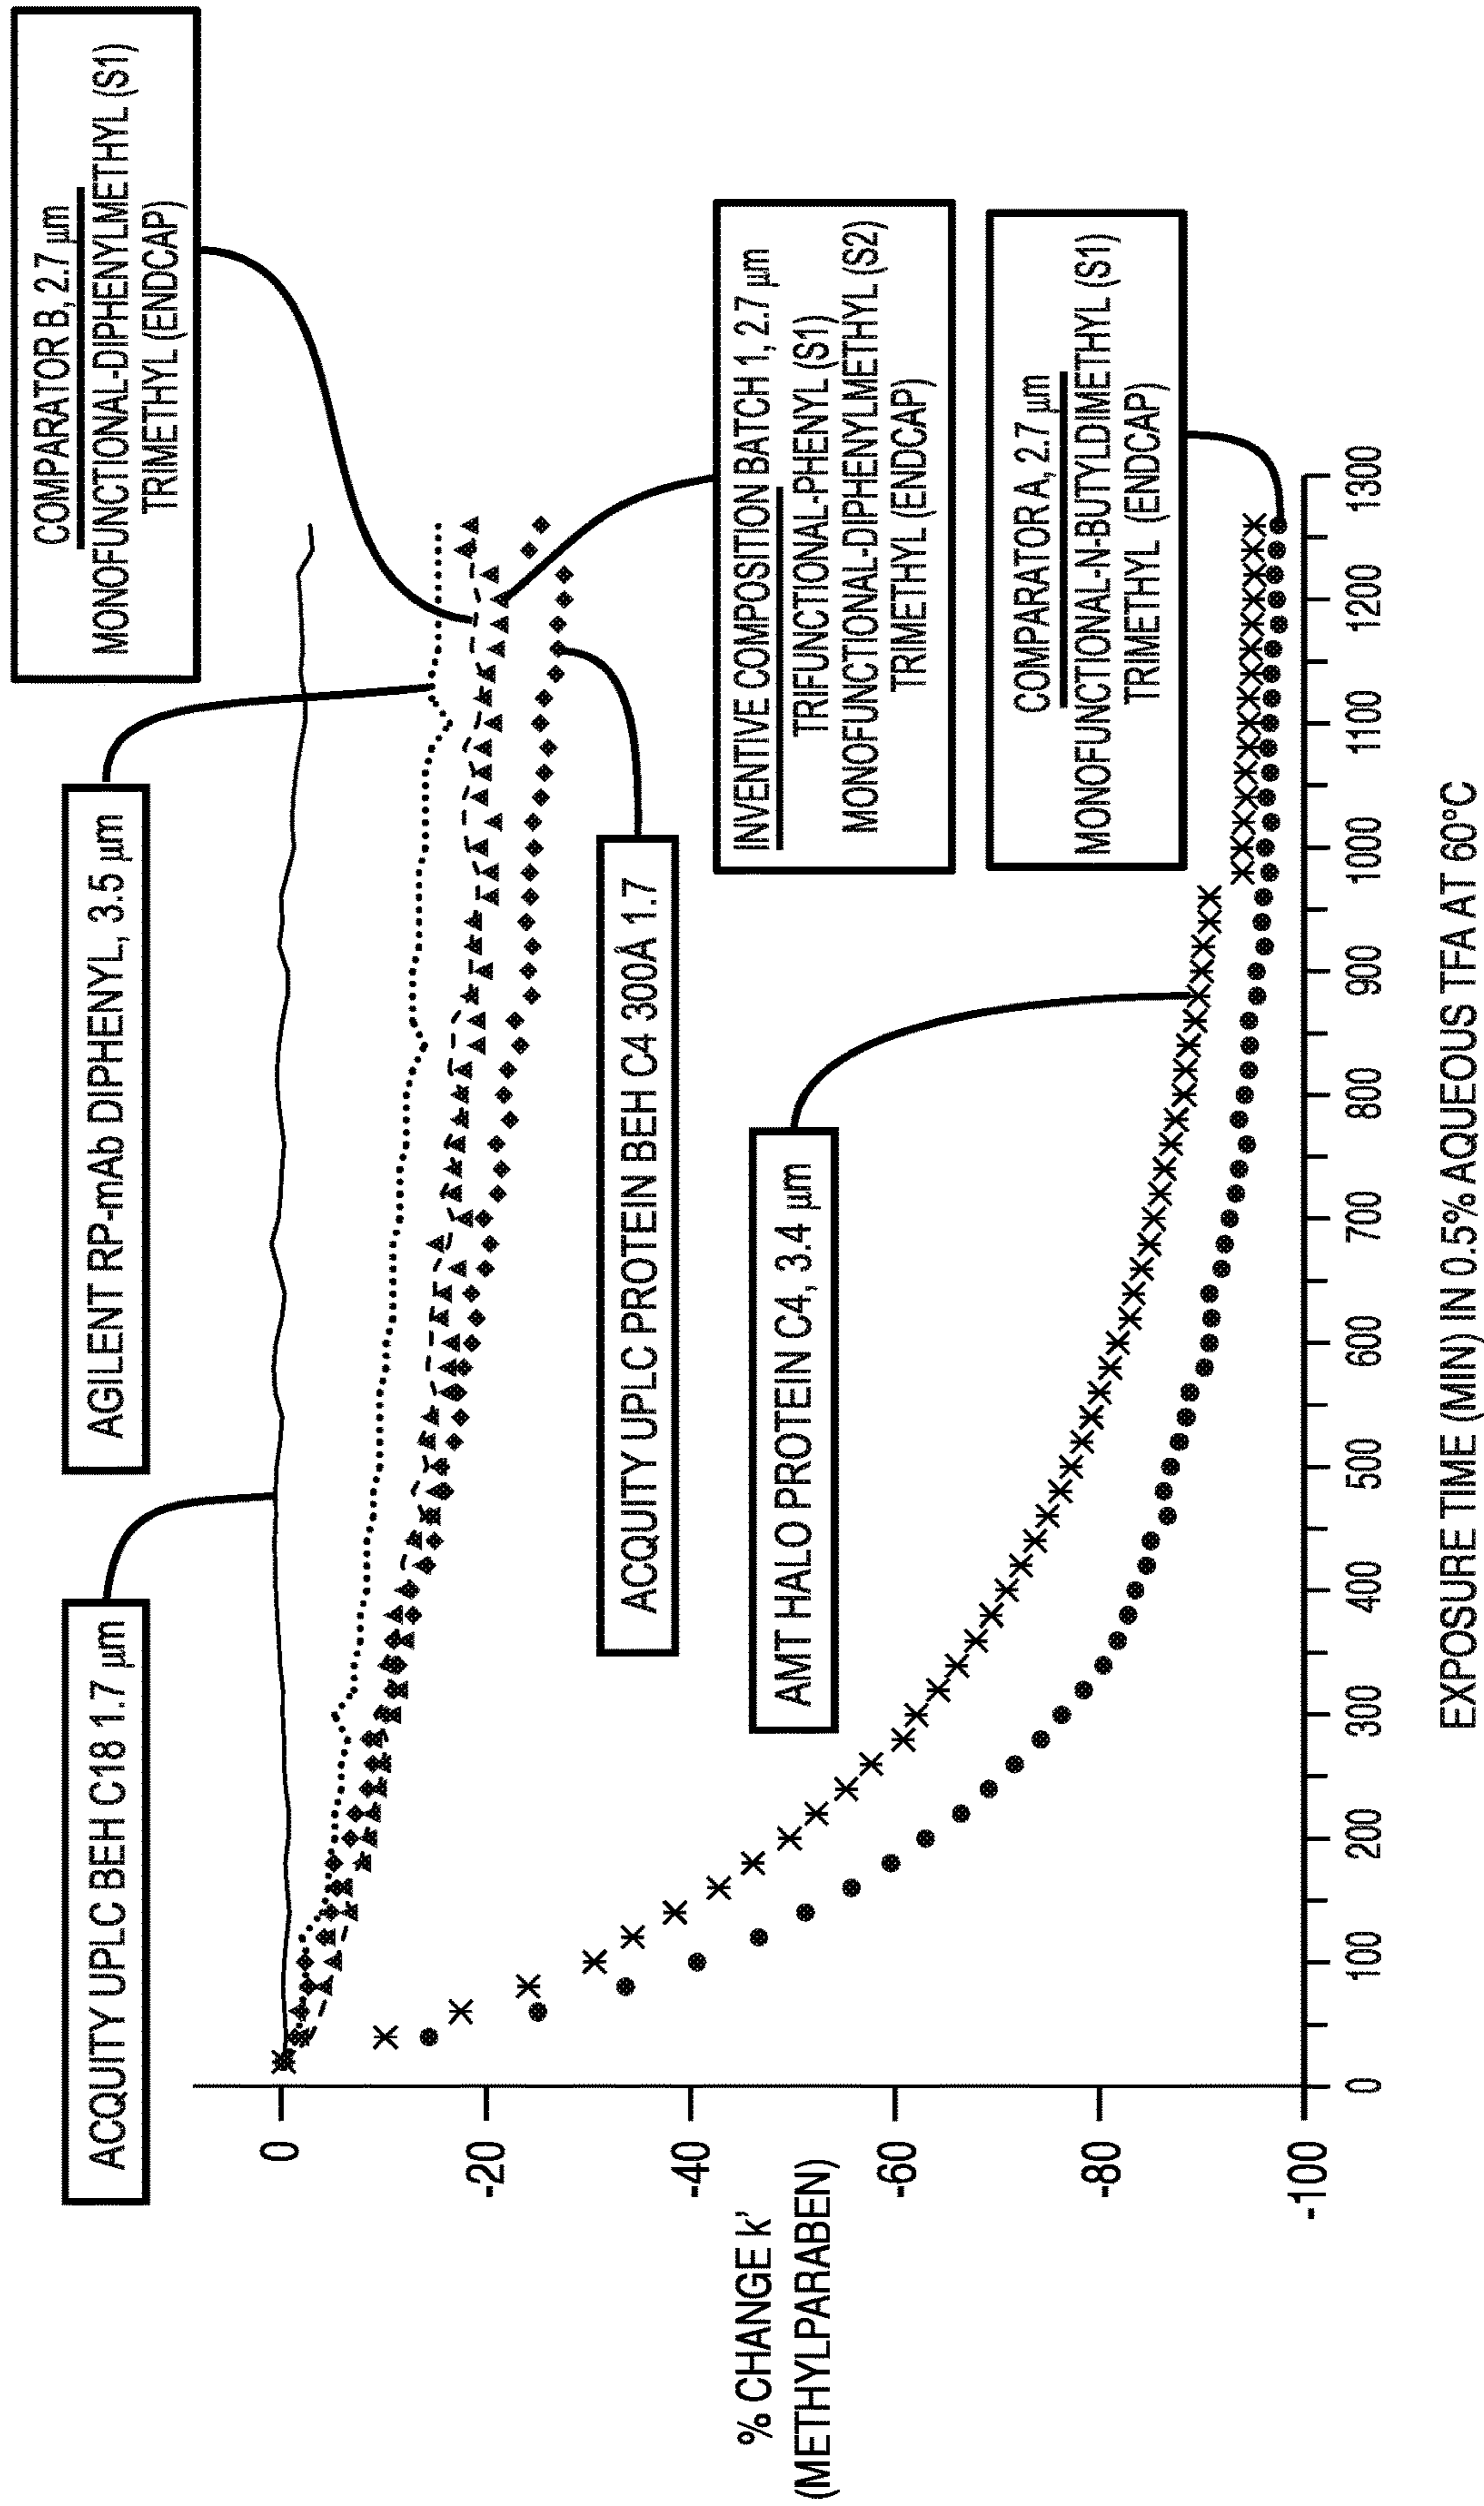 ACQUITY UPLC BEH C18 1.7 µm
AGILENT RP-mAb DIPHENYL, 3.5 µm
COMPARATOR B, 2.7 µm
MONOFUNCTIONAL-DIPHENYLMETHYL (S1)
TRIMETHYL (ENDCAP)
ACQUITY UPLC PROTEIN BEH C4 300Å 1.7
INVENTIVE COMPOSITION BATCH 1, 2.7 µm
TRIFUNCTIONAL-PHENYL (S1)
MONOFUNCTIONAL-DIPHENYLMETHYL (S2)
TRIMETHYL (ENDCAP)
AMT HALO PROTEIN C4, 3.4 µm
COMPARATOR A, 2.7 µm
MONOFUNCTIONAL-N-BUTYLDIMETHYL (S1)
TRIMETHYL (ENDCAP)
% CHANGE k'
(METHYLPARABEN)
0
-20
-40
-60
-80
-100
0 100 200 300 400 500 600 700 800 900 1000 1100 1200 1300
EXPOSURE TIME (MIN) IN 0.5% AQUEOUS TFA AT 60°C